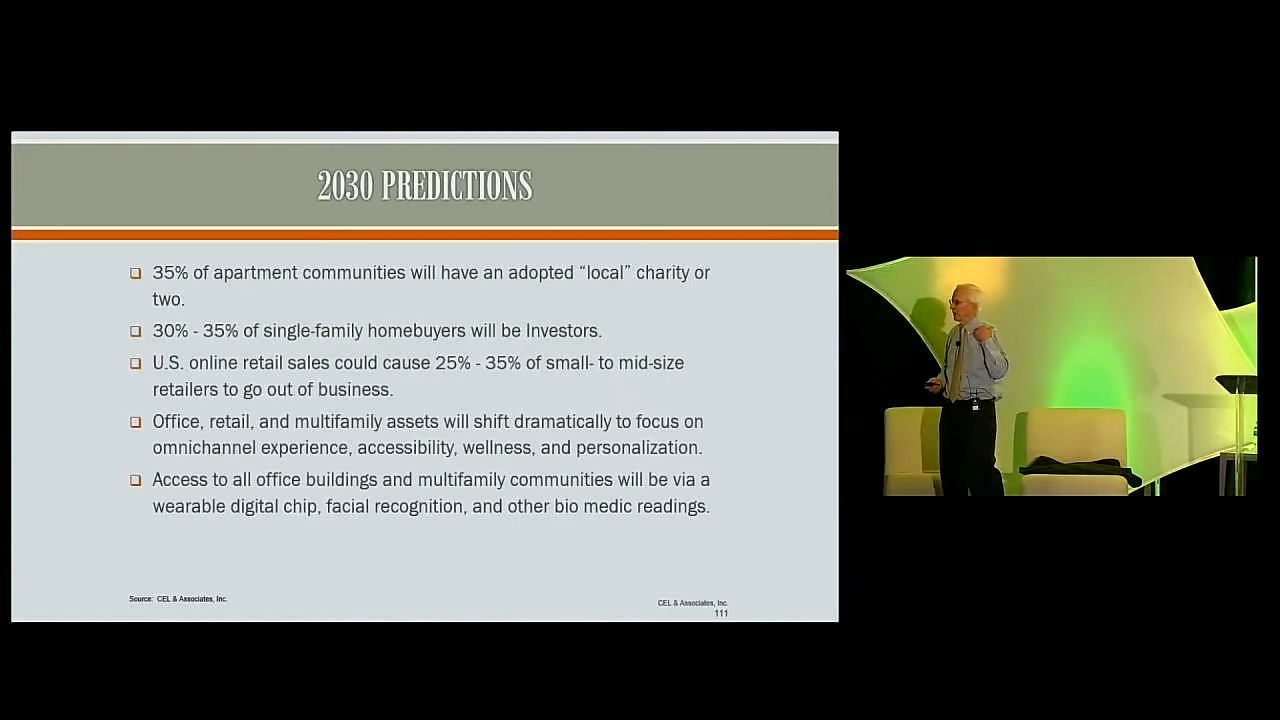 2030 PREDICTIONS
35% of apartment communities will have an adopted “local” charity or
two.
30% - 35% of single-family homebuyers will be Investors.
U.S. online retail sales could cause 25% - 35% of small- to mid-size
retailers to go out of business.
Office, retail, and multifamily assets will shift dramatically to focus on
omnichannel experience, accessibility, wellness, and personalization.
Access to all office buildings and multifamily communities will be via a
wearable digital chip, facial recognition, and other bio medic readings.
Source: CEL & Associates, Inc.
CEL & Associates, Inc.
111